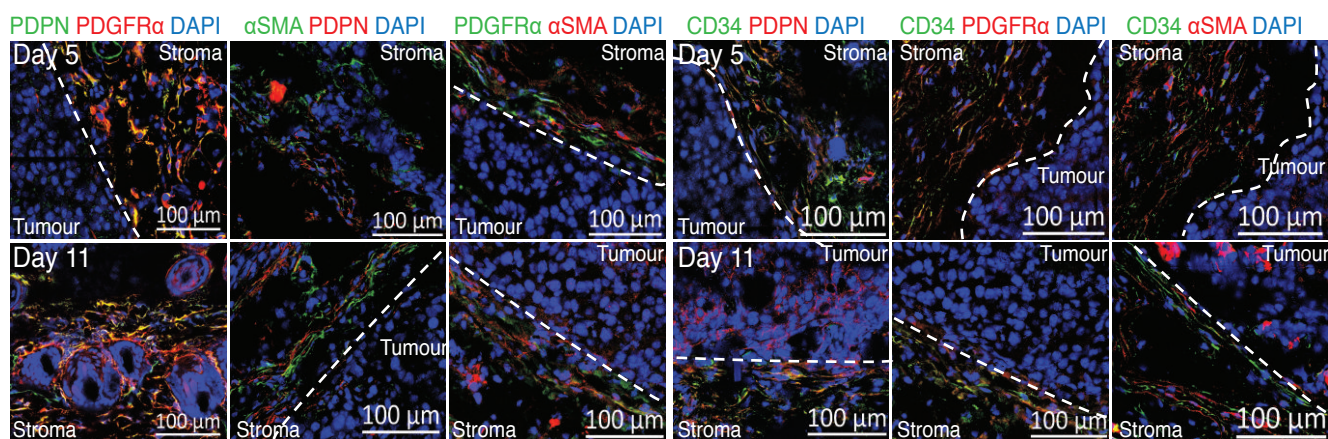 PDPN PDGFRα DAPI
αSMA PDPN DAPI
PDGFRα αSMA DAPI
CD34 PDPN DAPI
CD34 PDGFRα DAPI
CD34 αSMA DAPI
Day 5
Stroma
Tumour
100 µm
Stroma
100 µm
Stroma
100 µm
Day 5
Stroma
100 µm
Stroma
Tumour
100 µm
Stroma
Tumour
100 µm
Day 11
Stroma
100 µm
Tumour
Stroma
100 µm
Tumour
Stroma
100 µm
Day 11
Tumour
Stroma
100 µm
Tumour
Stroma
100 µm
Tumour
Stroma
100 µm